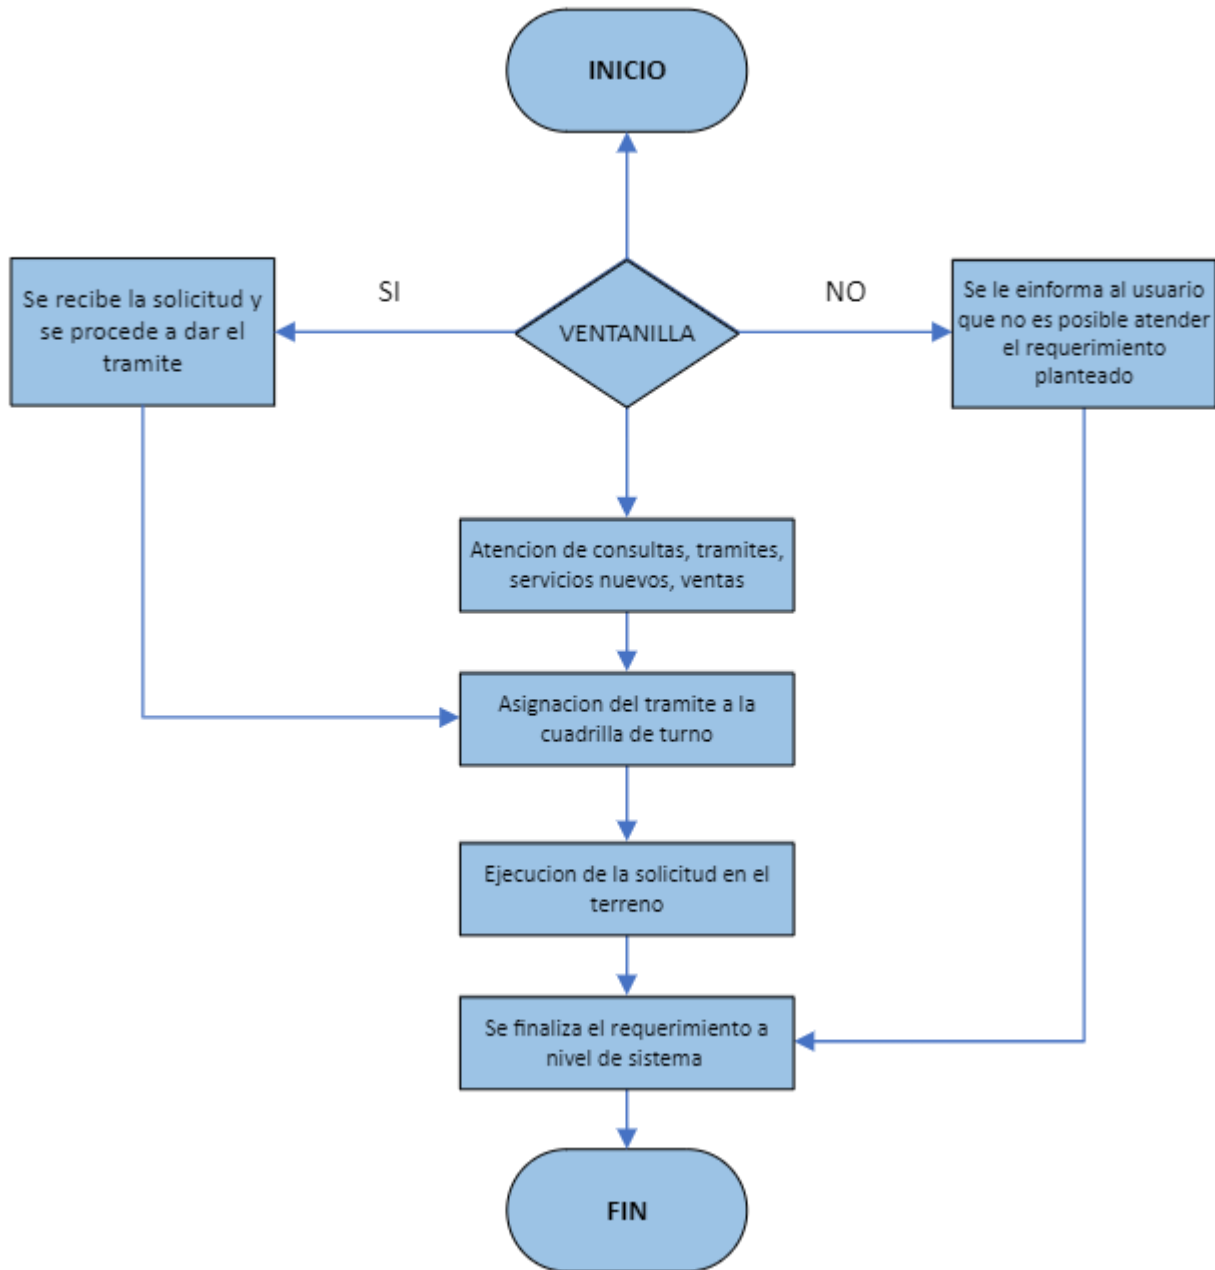 INICIO
SI
NO
Se recibe la solicitud y
se procede a dar el
tramite
VENTANILLA
Se le einforma al usuario
que no es posible atender
el requerimiento
planteado
Atencion de consultas, tramites,
servicios nuevos, ventas
Asignacion del tramite a la
cuadrilla de turno
Ejecucion de la solicitud en el
terreno
Se finaliza el requerimiento a
nivel de sistema
FIN